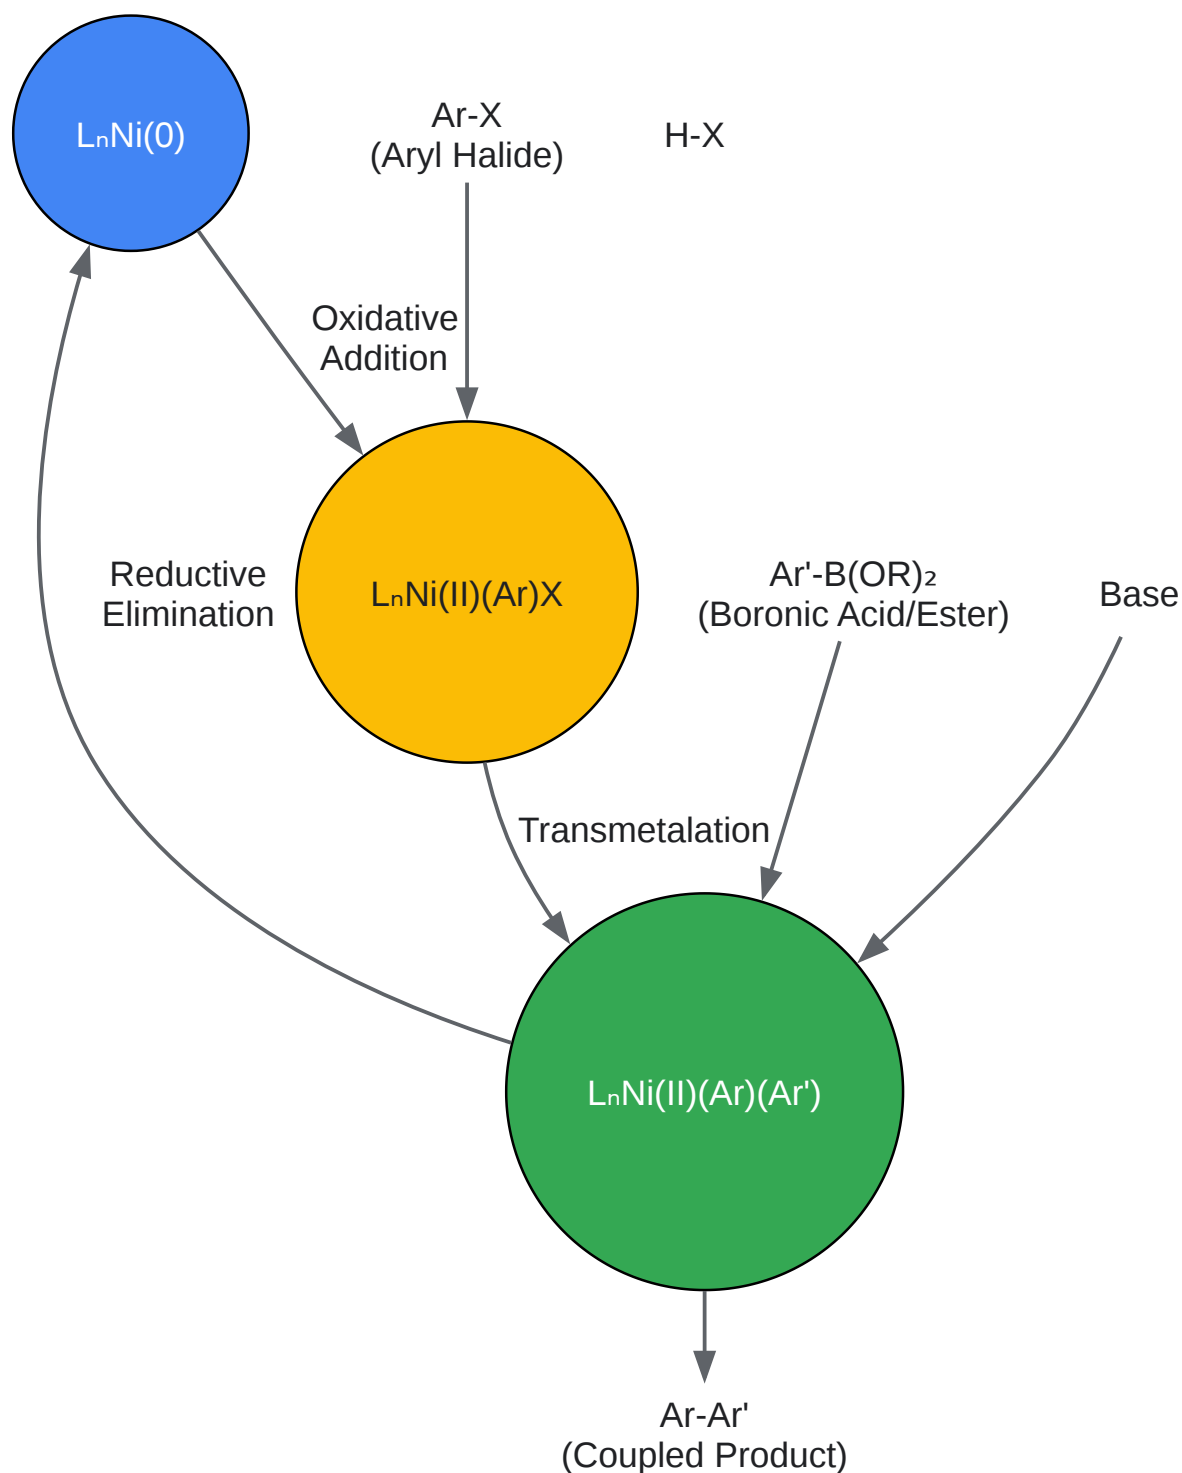 LₙNi(0)
Ar-X
(Aryl Halide)
H-X
Oxidative
Addition
Reductive
Elimination
LₙNi(II)(Ar)X
Ar'-B(OR)₂
(Boronic Acid/Ester)
Base
Transmetalation
LₙNi(II)(Ar)(Ar')
Ar-Ar'
(Coupled Product)